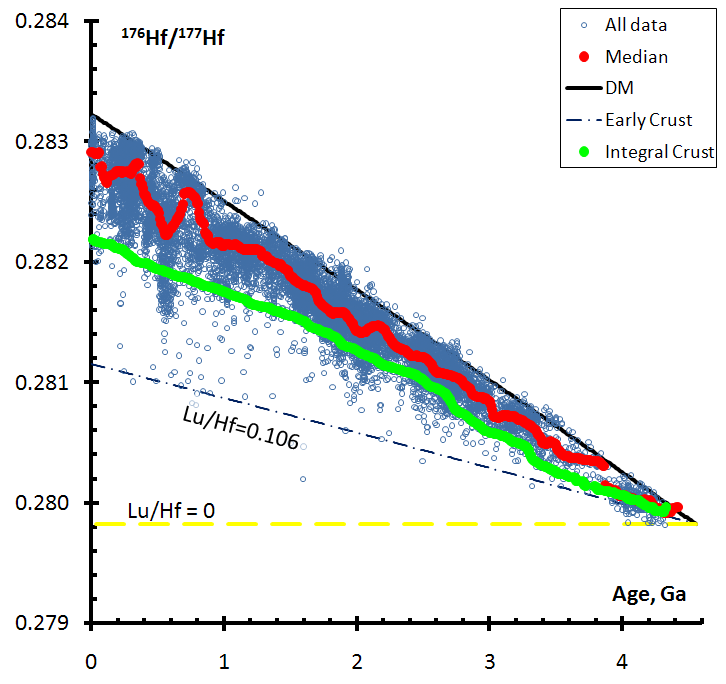 0.284
¹⁷⁶Hf/¹⁷⁷Hf
All data
Median
DM
Early Crust
Integral Crust
0.283
0.282
0.281
Lu/Hf=0.106
0.280
Lu/Hf = 0
Age, Ga
0.279
0 1 2 3 4